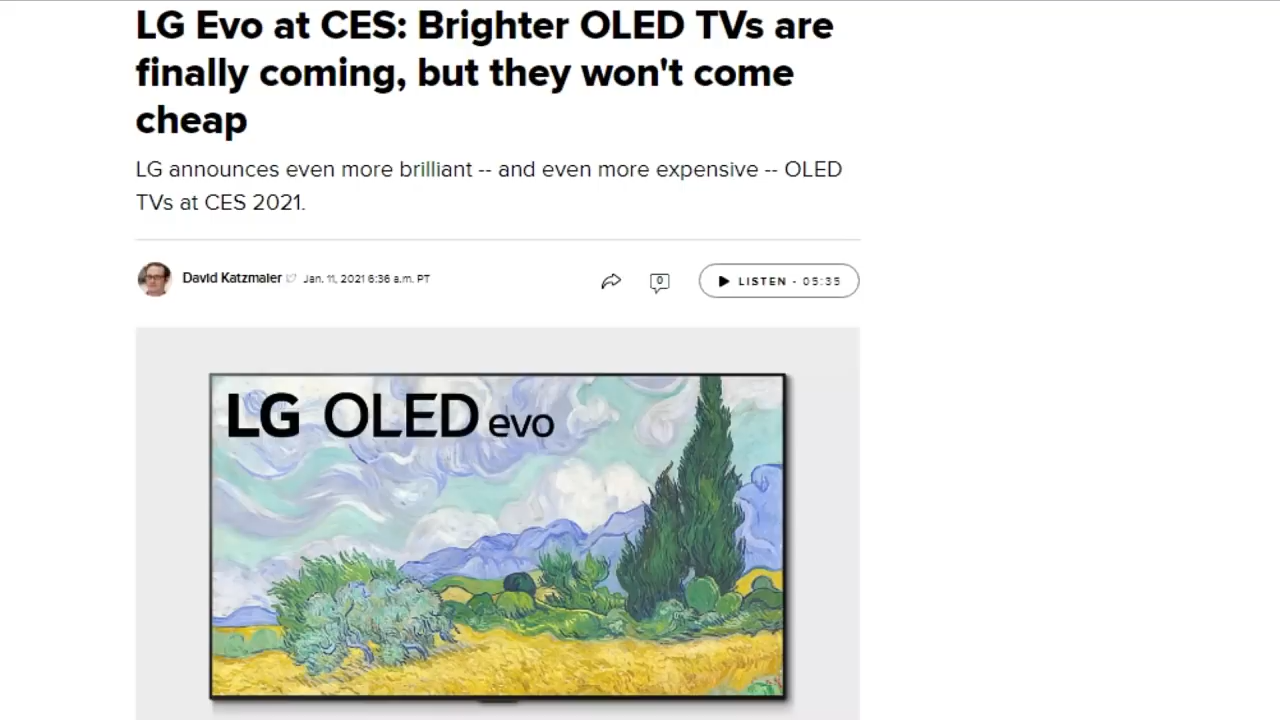 LG Evo at CES: Brighter OLED TVs are
finally coming, but they won't come
cheap
LG announces even more brilliant -- and even more expensive -- OLED
TVs at CES 2021.
David Katzmaier Jan. 11, 2021 6:36 a.m. PT
0
LISTEN - 05:35
LG OLED evo